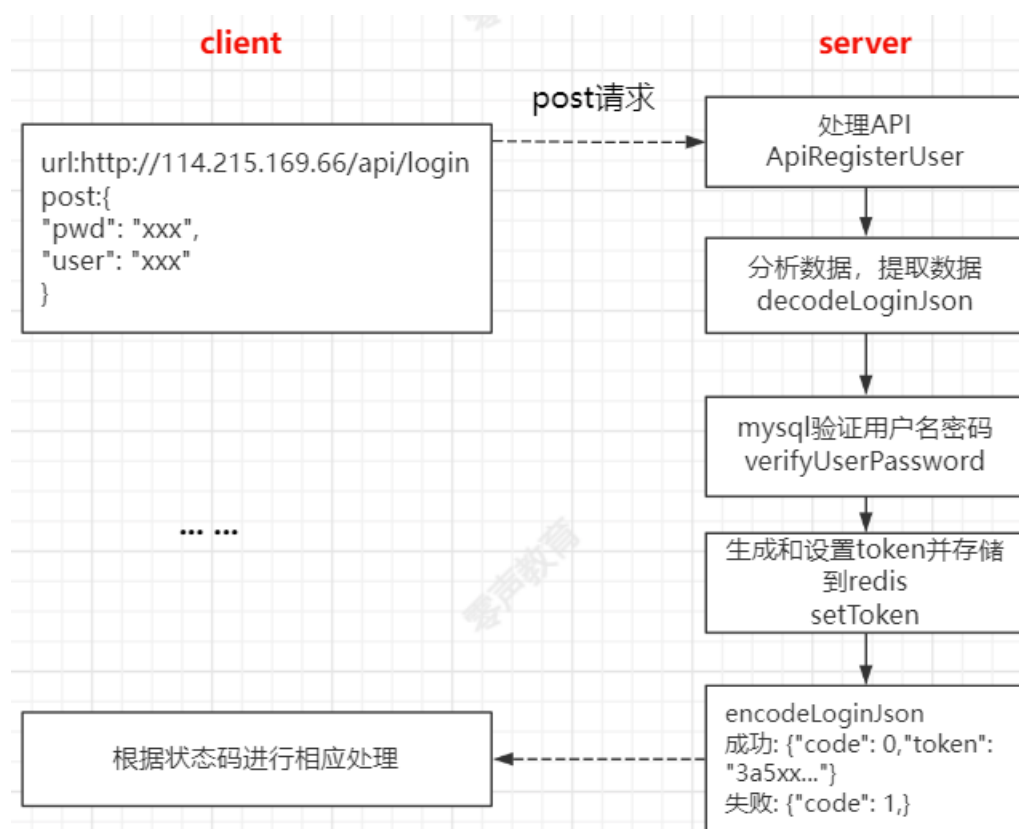 client
server
post请求
url:http://114.215.169.66/api/login
post:{
"pwd": "xxx",
"user": "xxx"
}
处理API
ApiRegisterUser
分析数据，提取数据
decodeLoginJson
mysql验证用户名密码
verifyUserPassword
... ...
零声教育
生成和设置token并存储
到redis
setToken
encodeLoginJson
成功: {"code": 0,"token":
"3a5xx..."}
失败: {"code": 1,}
根据状态码进行相应处理